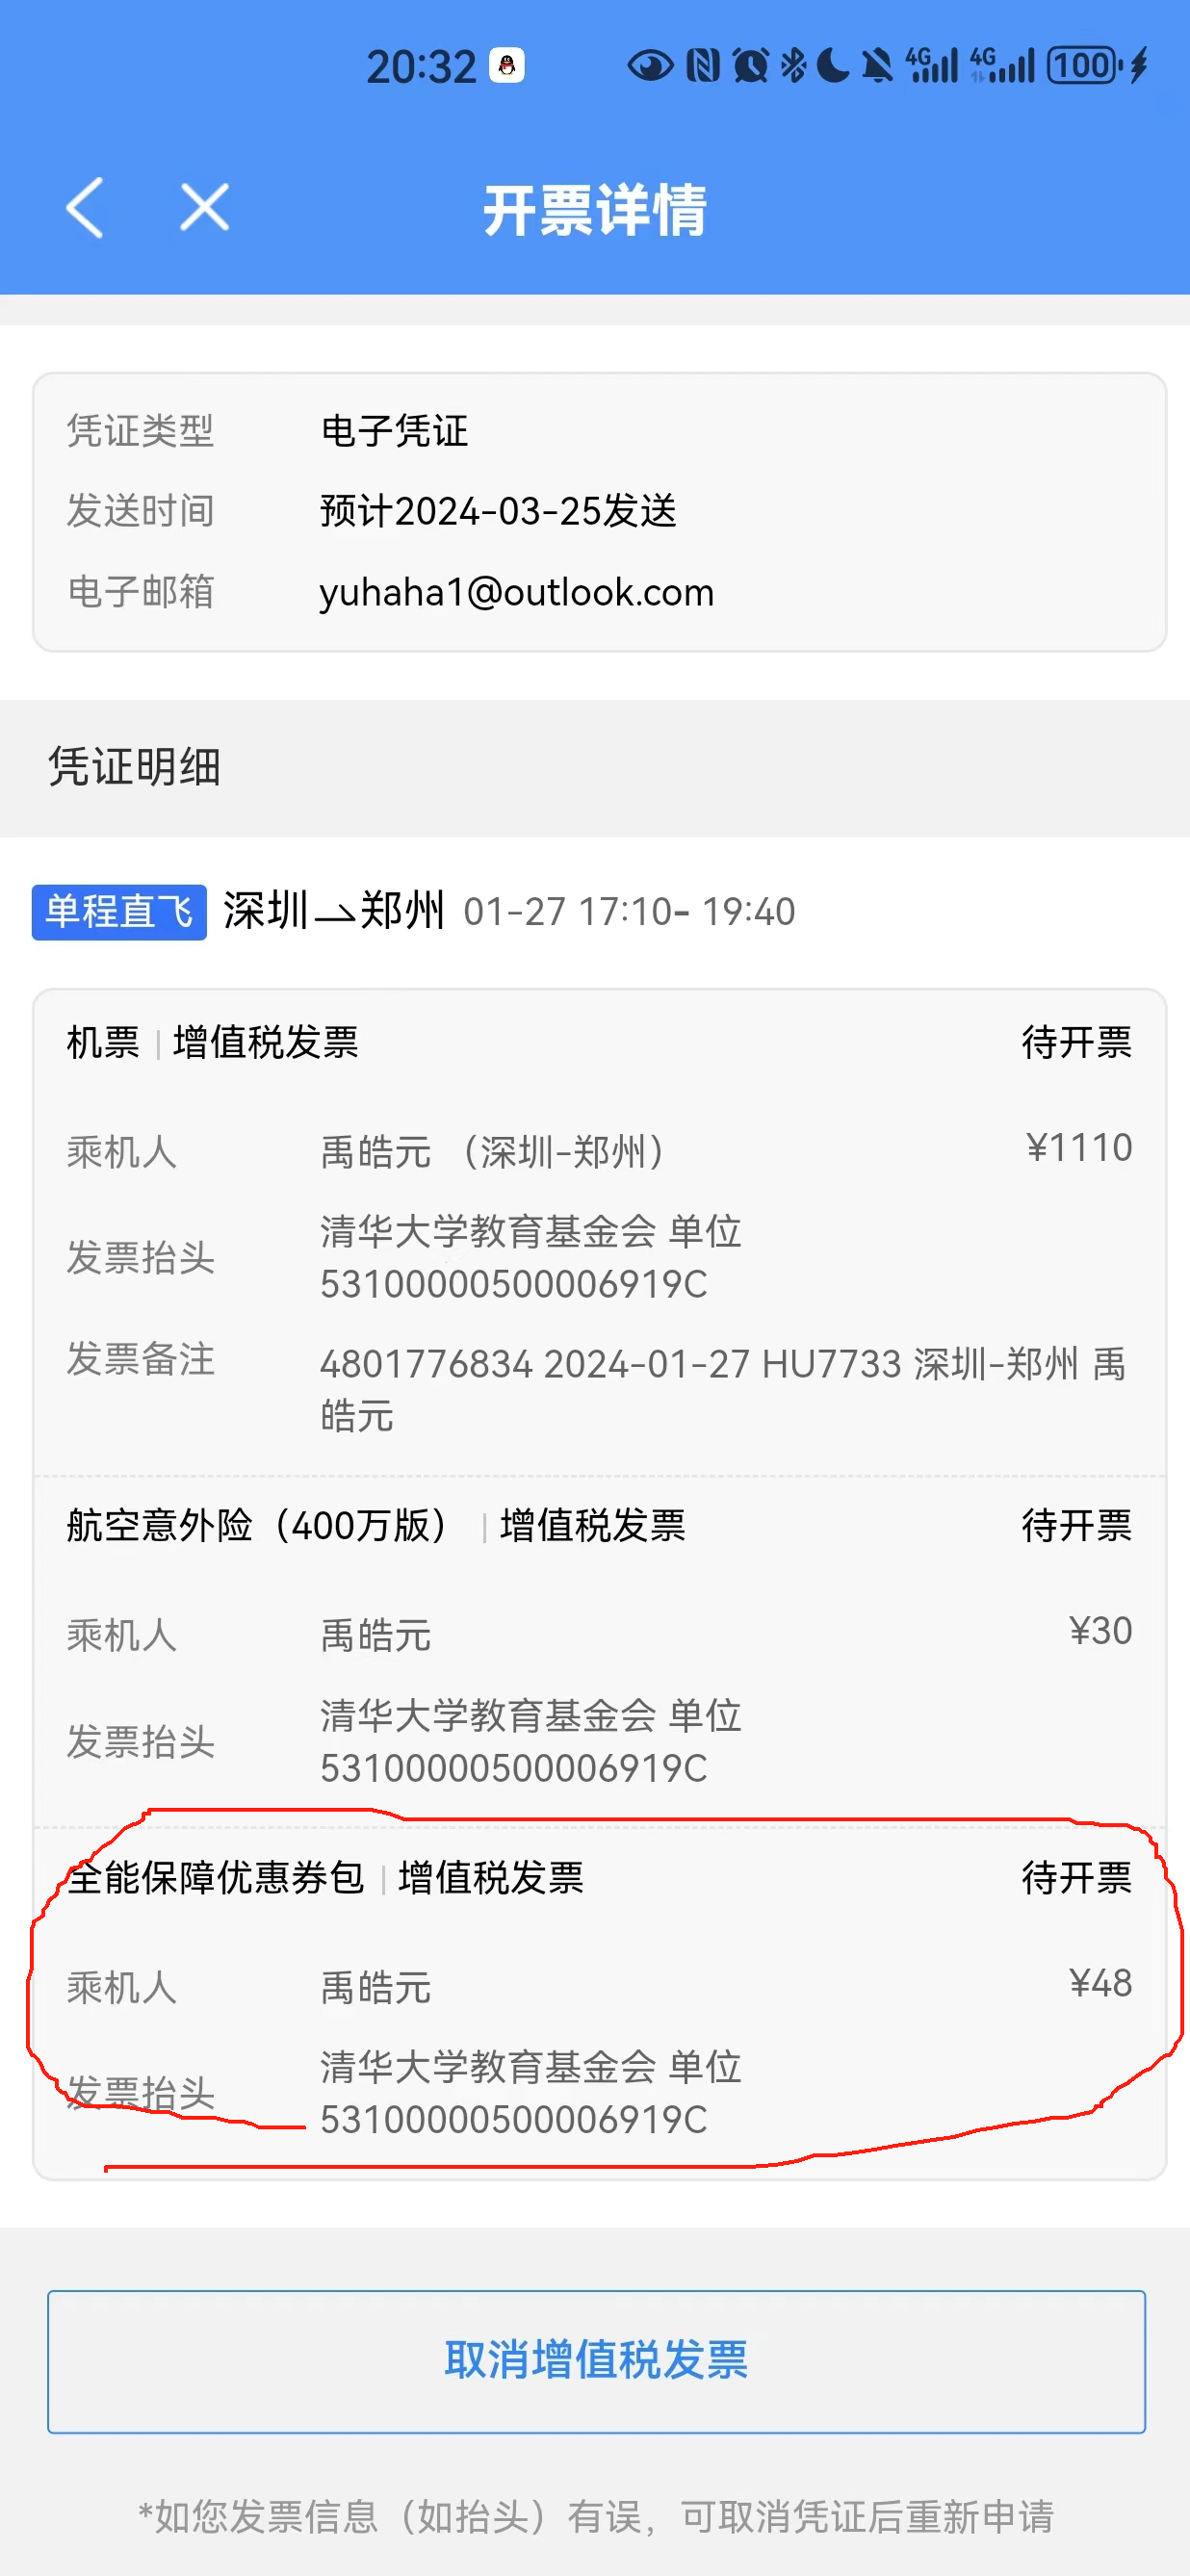 20:32 4G 4G 100
开票详情
凭证类型 电子凭证
发送时间 预计2024-03-25发送
电子邮箱 yuhaha1@outlook.com
凭证明细
单程直飞 深圳→郑州 01-27 17:10- 19:40
机票 | 增值税发票 待开票
乘机人 禹皓元 （深圳-郑州） ¥1110
发票抬头 清华大学教育基金会 单位
53100000500006919C
发票备注 4801776834 2024-01-27 HU7733 深圳-郑州 禹
皓元
航空意外险（400万版） | 增值税发票 待开票
乘机人 禹皓元 ¥30
发票抬头 清华大学教育基金会 单位
53100000500006919C
全能保障优惠券包 | 增值税发票 待开票
乘机人 禹皓元 ¥48
发票抬头 清华大学教育基金会 单位
53100000500006919C
取消增值税发票
*如您发票信息（如抬头）有误，可取消凭证后重新申请